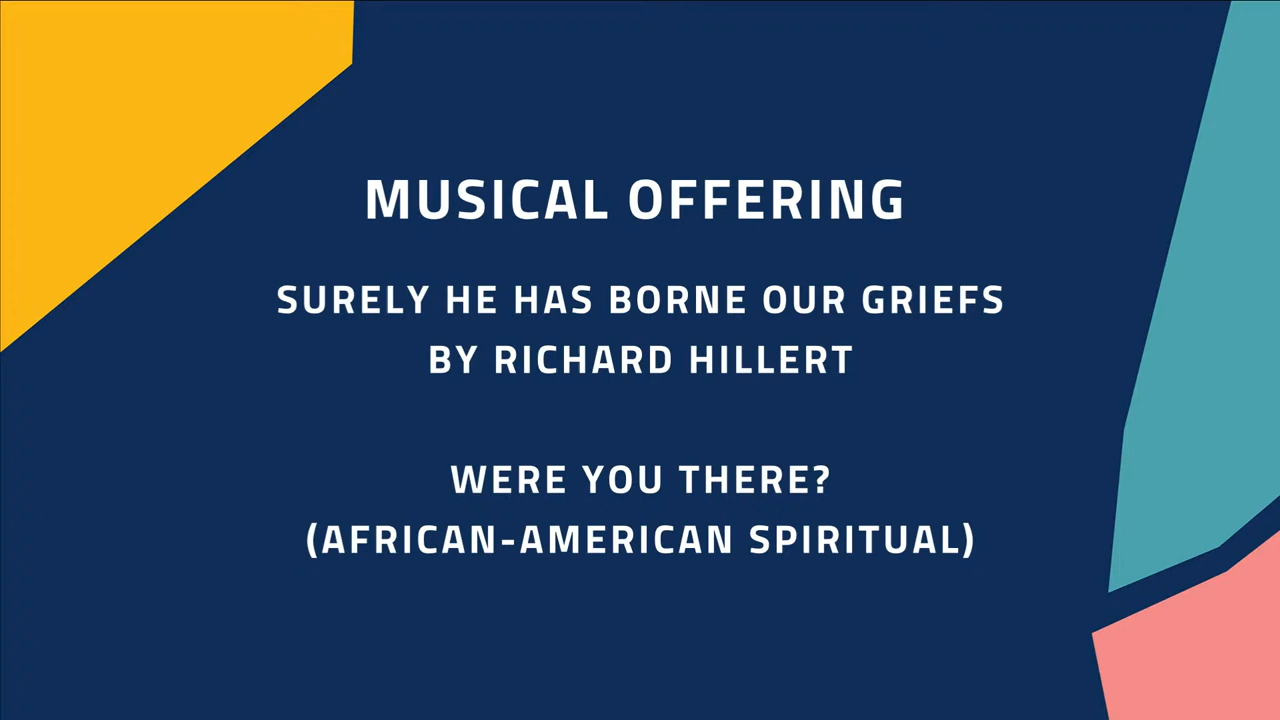 MUSICAL OFFERING
SURELY HE HAS BORNE OUR GRIEFS
BY RICHARD HILLERT
WERE YOU THERE?
(AFRICAN-AMERICAN SPIRITUAL)